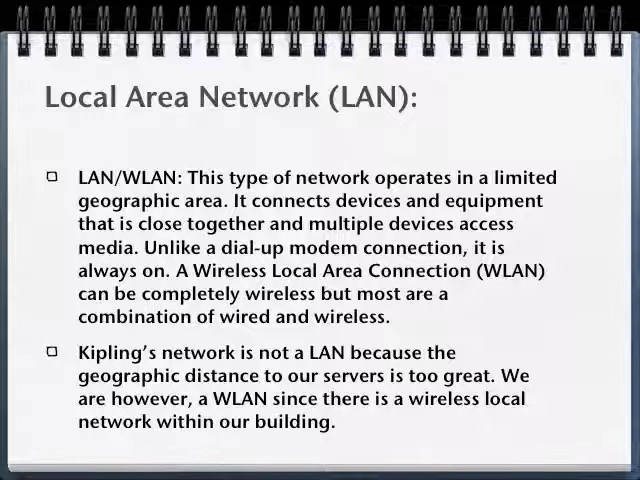 Local Area Network (LAN):
LAN/WLAN: This type of network operates in a limited
geographic area. It connects devices and equipment
that is close together and multiple devices access
media. Unlike a dial-up modem connection, it is
always on. A Wireless Local Area Connection (WLAN)
can be completely wireless but most are a
combination of wired and wireless.
Kipling's network is not a LAN because the
geographic distance to our servers is too great. We
are however, a WLAN since there is a wireless local
network within our building.